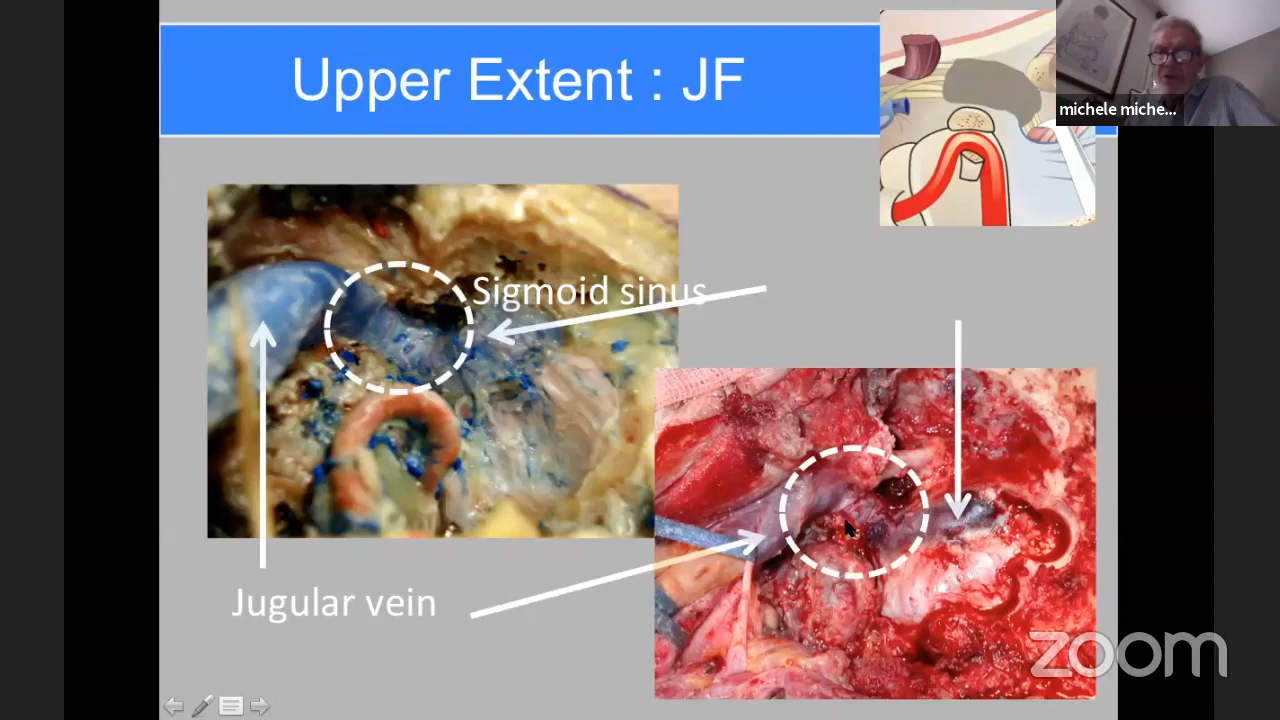 Upper Extent : JF
michele miche...
Sigmoid sinus
Jugular vein
zoom